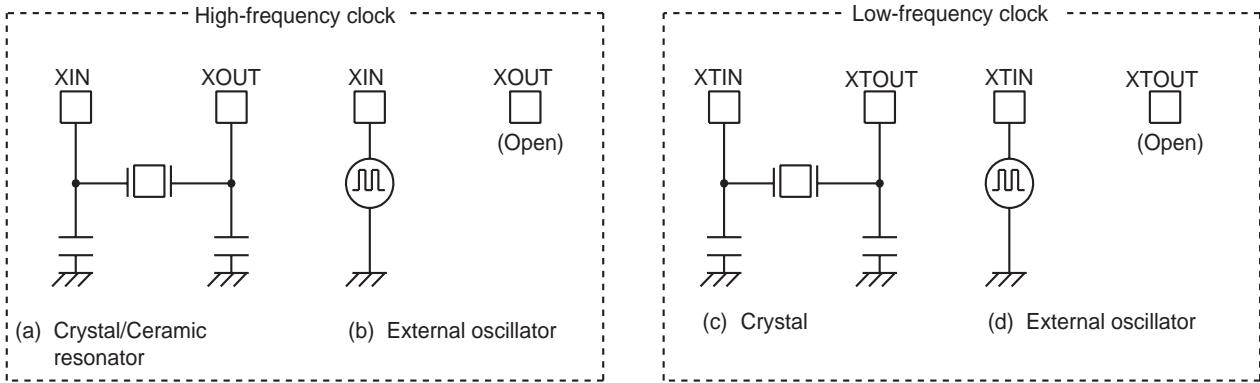 High-frequency clock
XIN
XOUT
XIN
XOUT
(Open)
(a) Crystal/Ceramic
resonator
(b) External oscillator
Low-frequency clock
XTIN
XTOUT
XTIN
XTOUT
(Open)
(c) Crystal
(d) External oscillator